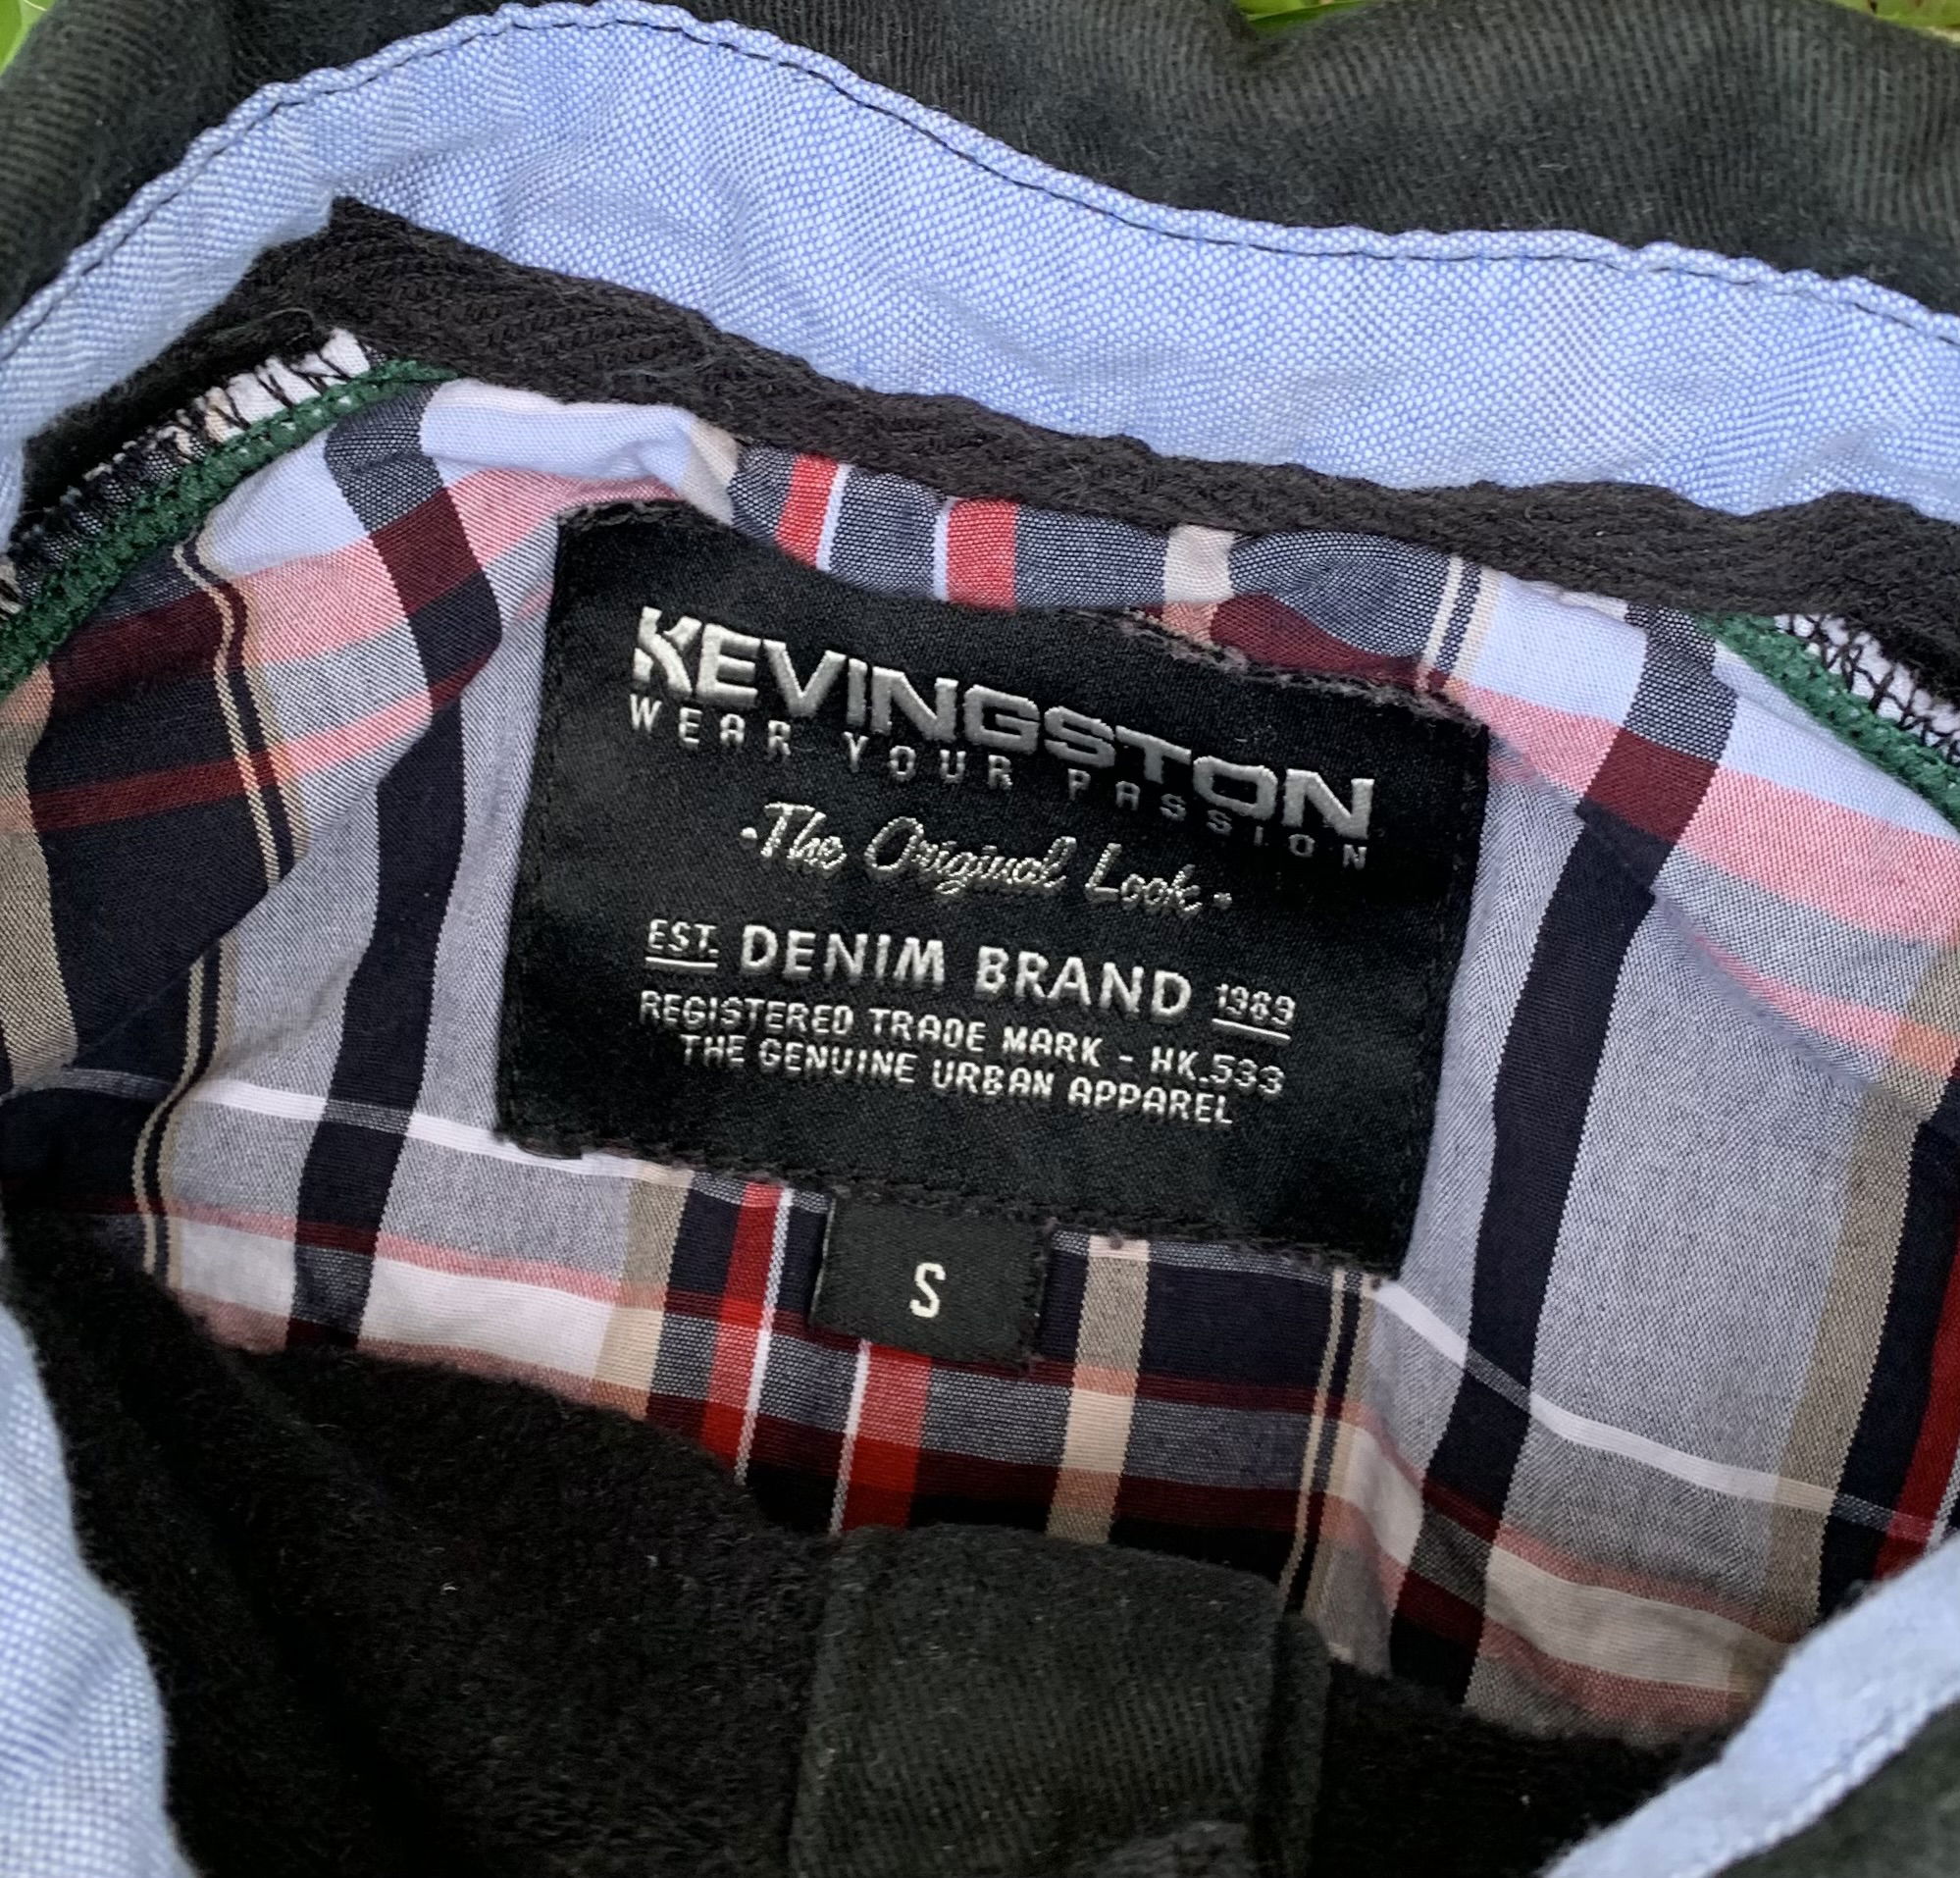 KEVINGSTON
WEAR YOUR PASSION
·The Original Look·
EST. DENIM BRAND 1989
REGISTERED TRADE MARK - HK.533
THE GENUINE URBAN APPAREL
S